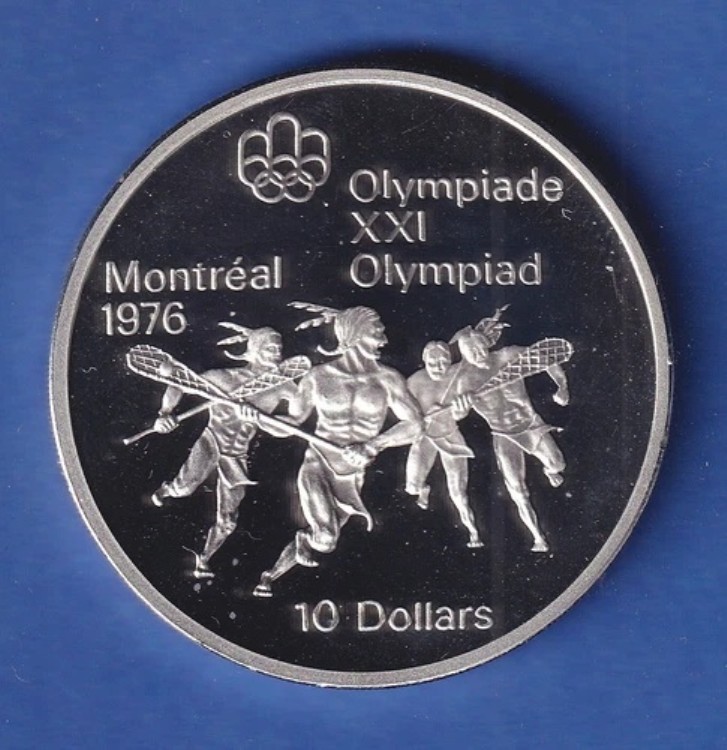 Olympiade
XXI
Olympiad
Montréal
1976
10 Dollars